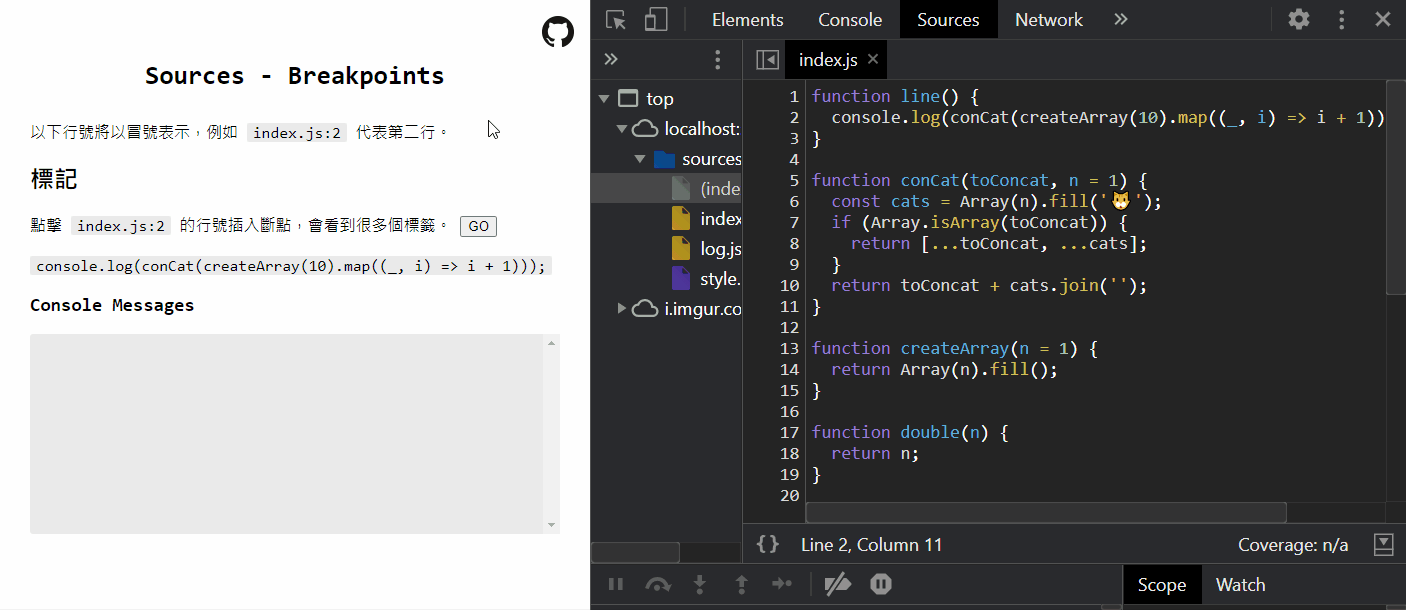 Sources - Breakpoints
以下行號將以冒號表示，例如 index.js:2 代表第二行。
標記
點擊 index.js:2 的行號插入斷點，會看到很多個標籤。 GO
console.log(conCat(createArray(10).map((_, i) => i + 1)));
Console Messages
Elements Console Sources Network »
»
index.js ×
top
localhost:
sources
(inde
index
log.js
style.
i.imgur.co
1 function line() {
2 console.log(conCat(createArray(10).map((_, i) => i + 1))
3 }
4
5 function conCat(toConcat, n = 1) {
6 const cats = Array(n).fill('🐱');
7 if (Array.isArray(toConcat)) {
8 return [...toConcat, ...cats];
9 }
10 return toConcat + cats.join('');
11 }
12
13 function createArray(n = 1) {
14 return Array(n).fill();
15 }
16
17 function double(n) {
18 return n;
19 }
20
{ } Line 2, Column 11 Coverage: n/a
Scope Watch